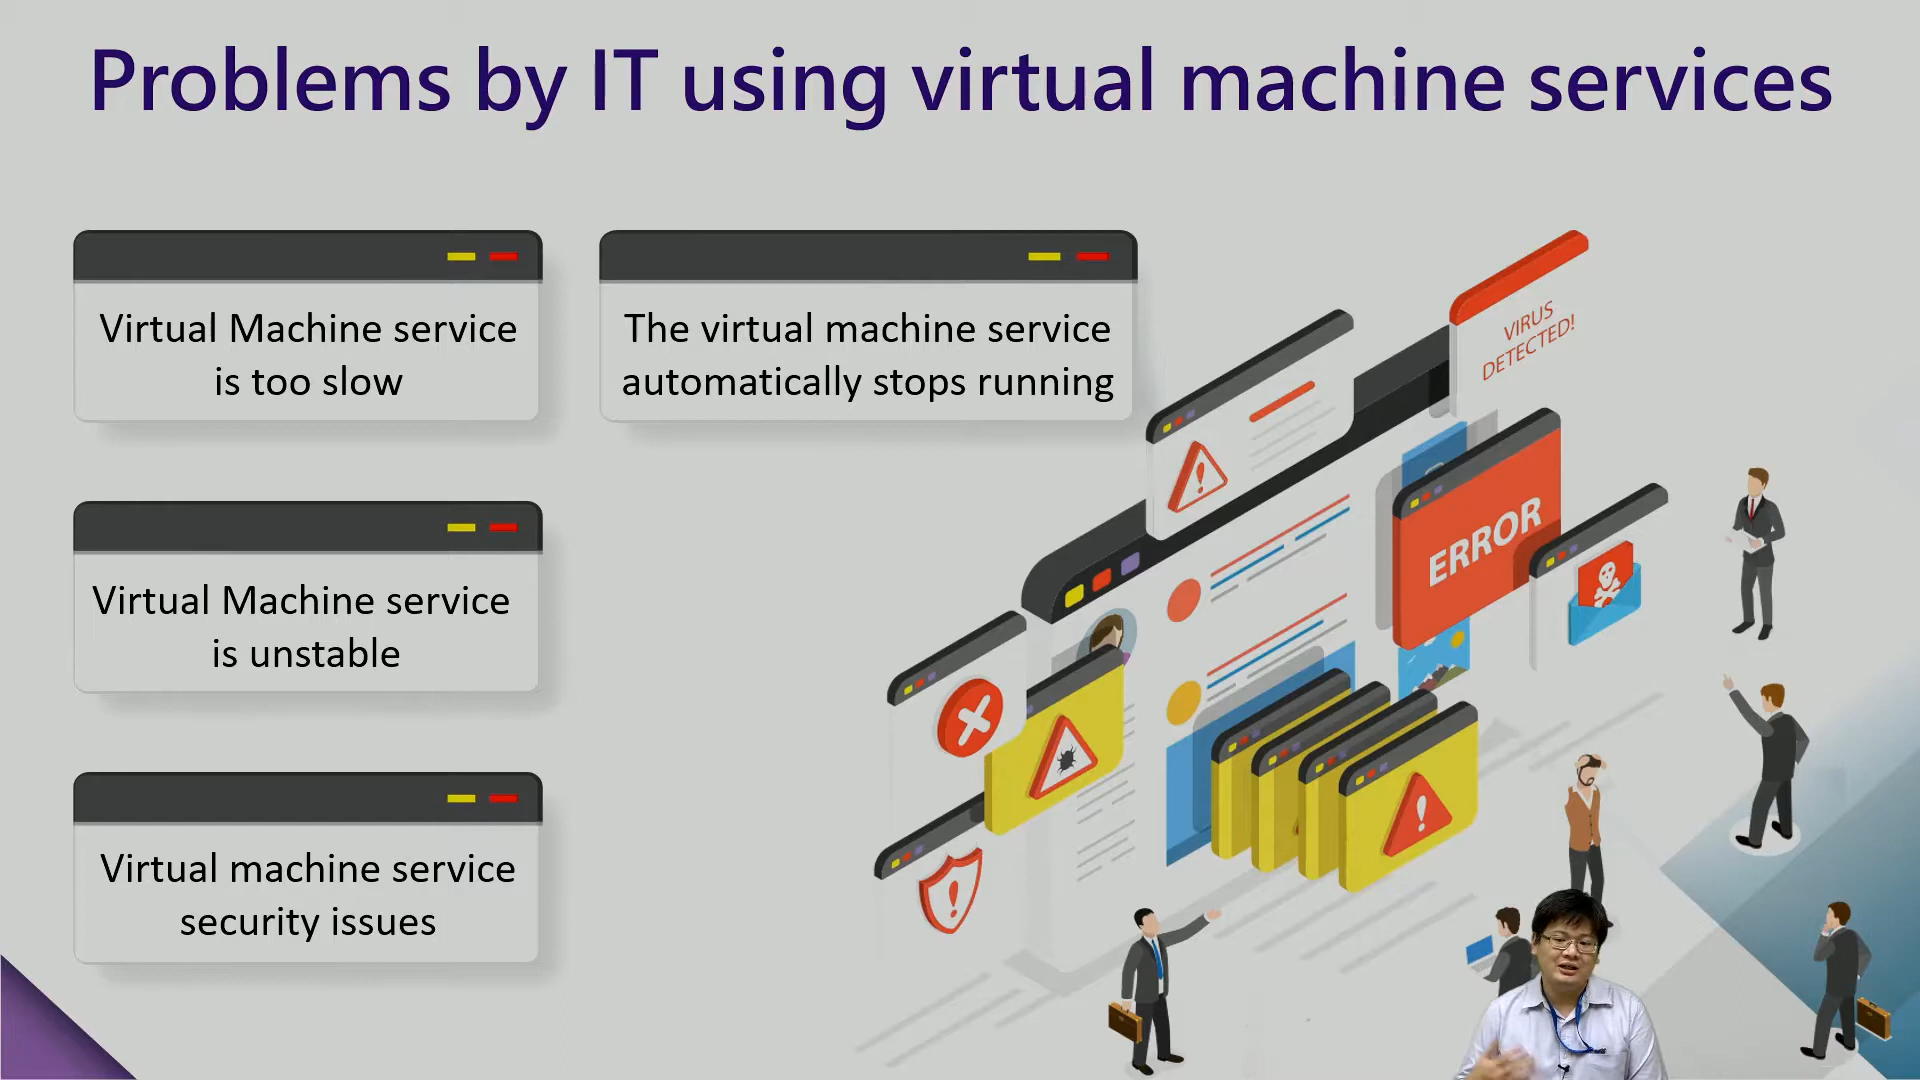 Problems by IT using virtual machine services
Virtual Machine service
is too slow
The virtual machine service
automatically stops running
Virtual Machine service
is unstable
Virtual machine service
security issues
VIRUS
DETECTED!
ERROR